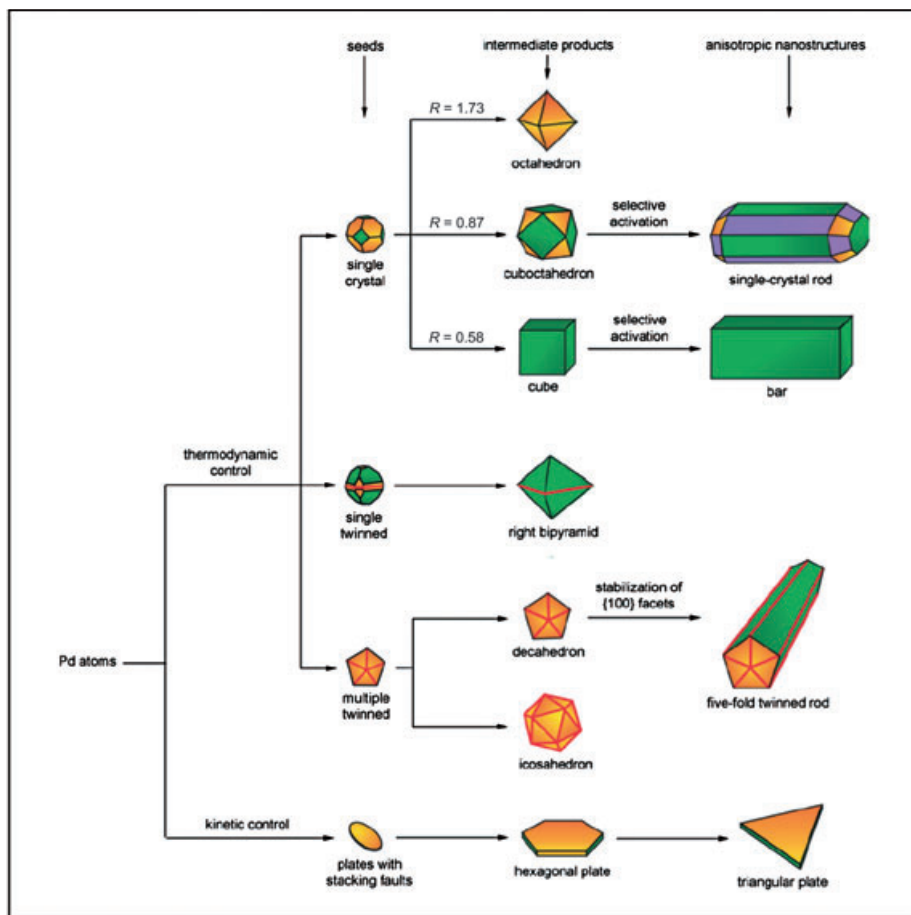 seeds
intermediate products
anisotropic nanostructures
R = 1.73
octahedron
R = 0.87
selective
activation
single
crystal
cuboctahedron
single-crystal rod
R = 0.58
selective
activation
cube
bar
thermodynamic
control
single
twinned
right bipyramid
stabilization of
{100} facets
decahedron
Pd atoms
multiple
twinned
five-fold twinned rod
icosahedron
kinetic control
plates with
stacking faults
hexagonal plate
triangular plate